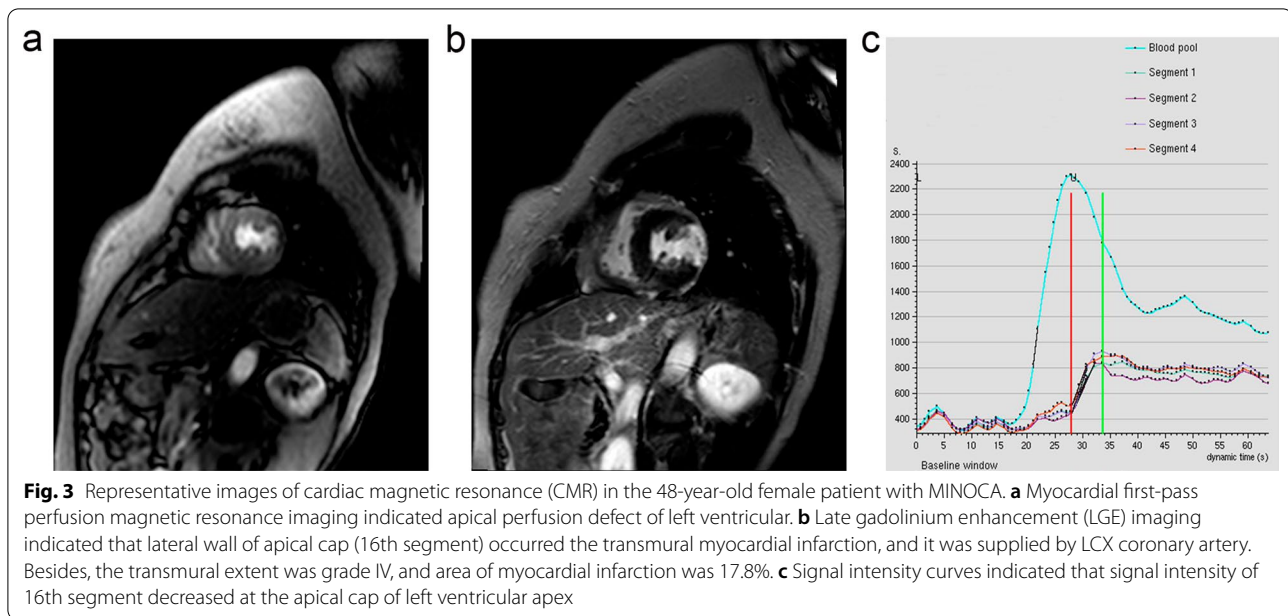 a
b
c
Blood pool
Segment 1
Segment 2
Segment 3
Segment 4
S.
2400
2200
2000
1800
1600
1400
1200
1000
800
600
400
0 5 10 15 20 25 30 35 40 45 50 55 60
dynamic time (s)
Baseline window
Fig. 3 Representative images of cardiac magnetic resonance (CMR) in the 48-year-old female patient with MINOCA. a Myocardial first-pass
perfusion magnetic resonance imaging indicated apical perfusion defect of left ventricular. b Late gadolinium enhancement (LGE) imaging
indicated that lateral wall of apical cap (16th segment) occurred the transmural myocardial infarction, and it was supplied by LCX coronary artery.
Besides, the transmural extent was grade IV, and area of myocardial infarction was 17.8%. c Signal intensity curves indicated that signal intensity of
16th segment decreased at the apical cap of left ventricular apex